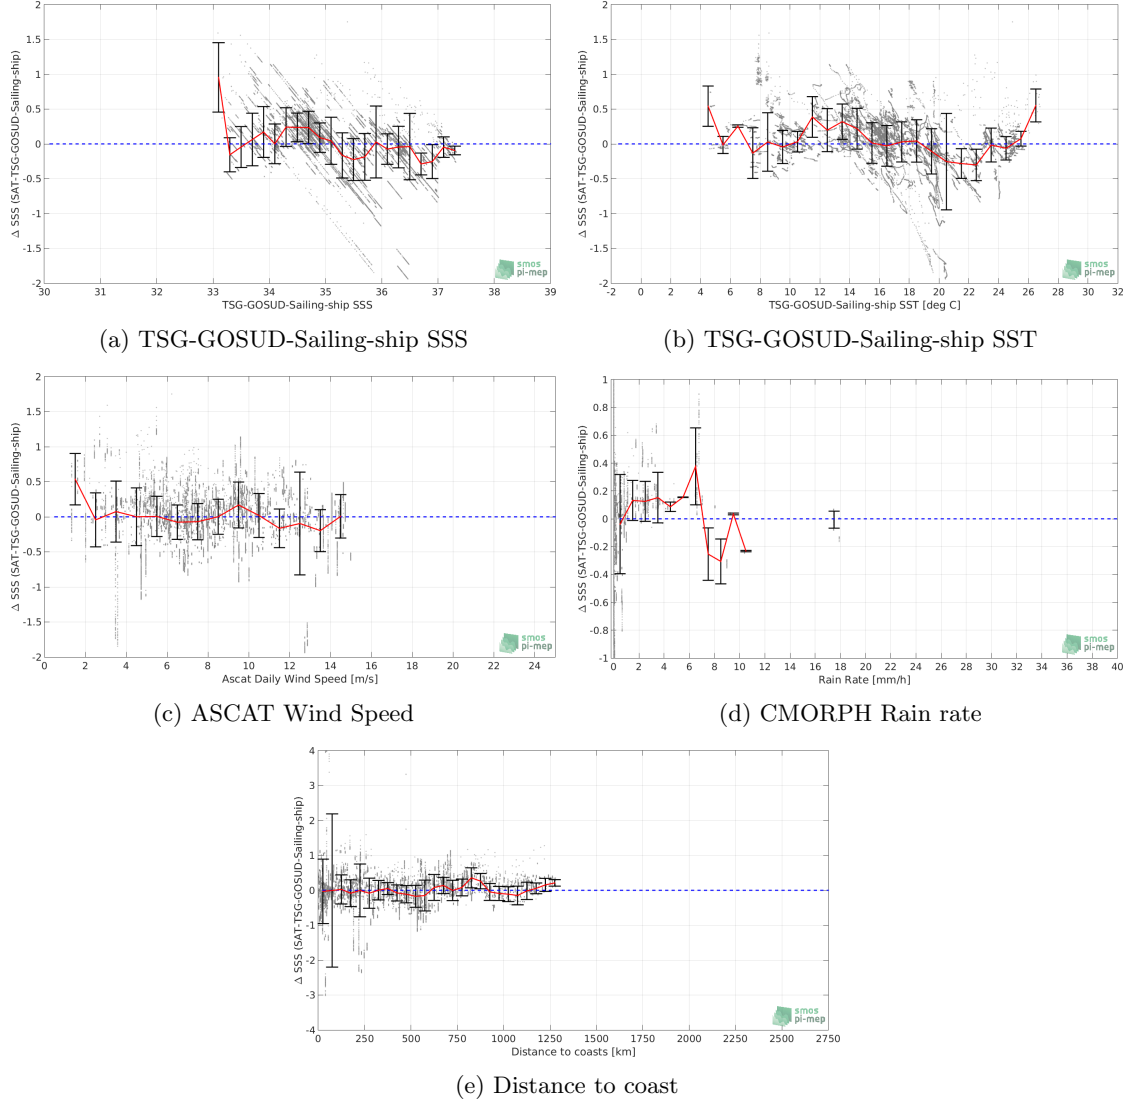 Δ SSS (SAT-TSG-GOSUD-Sailing-ship)
2
1.5
1
0.5
0
-0.5
-1
-1.5
-2
30 31 32 33 34 35 36 37 38 39
TSG-GOSUD-Sailing-ship SSS
smos
pi-mep
(a) TSG-GOSUD-Sailing-ship SSS
Δ SSS (SAT-TSG-GOSUD-Sailing-ship)
2
1.5
1
0.5
0
-0.5
-1
-1.5
-2
-2 0 2 4 6 8 10 12 14 16 18 20 22 24 26 28 30 32
TSG-GOSUD-Sailing-ship SST [deg C]
smos
pi-mep
(b) TSG-GOSUD-Sailing-ship SST
Δ SSS (SAT-TSG-GOSUD-Sailing-ship)
2
1.5
1
0.5
0
-0.5
-1
-1.5
-2
0 2 4 6 8 10 12 14 16 18 20 22 24
Ascat Daily Wind Speed [m/s]
smos
pi-mep
(c) ASCAT Wind Speed
Δ SSS (SAT-TSG-GOSUD-Sailing-ship)
1
0.8
0.6
0.4
0.2
0
-0.2
-0.4
-0.6
-0.8
-1
0 2 4 6 8 10 12 14 16 18 20 22 24 26 28 30 32 34 36 38 40
Rain Rate [mm/h]
smos
pi-mep
(d) CMORPH Rain rate
Δ SSS (SAT-TSG-GOSUD-Sailing-ship)
4
3
2
1
0
-1
-2
-3
-4
0 250 500 750 1000 1250 1500 1750 2000 2250 2500 2750
Distance to coasts [km]
smos
pi-mep
(e) Distance to coast